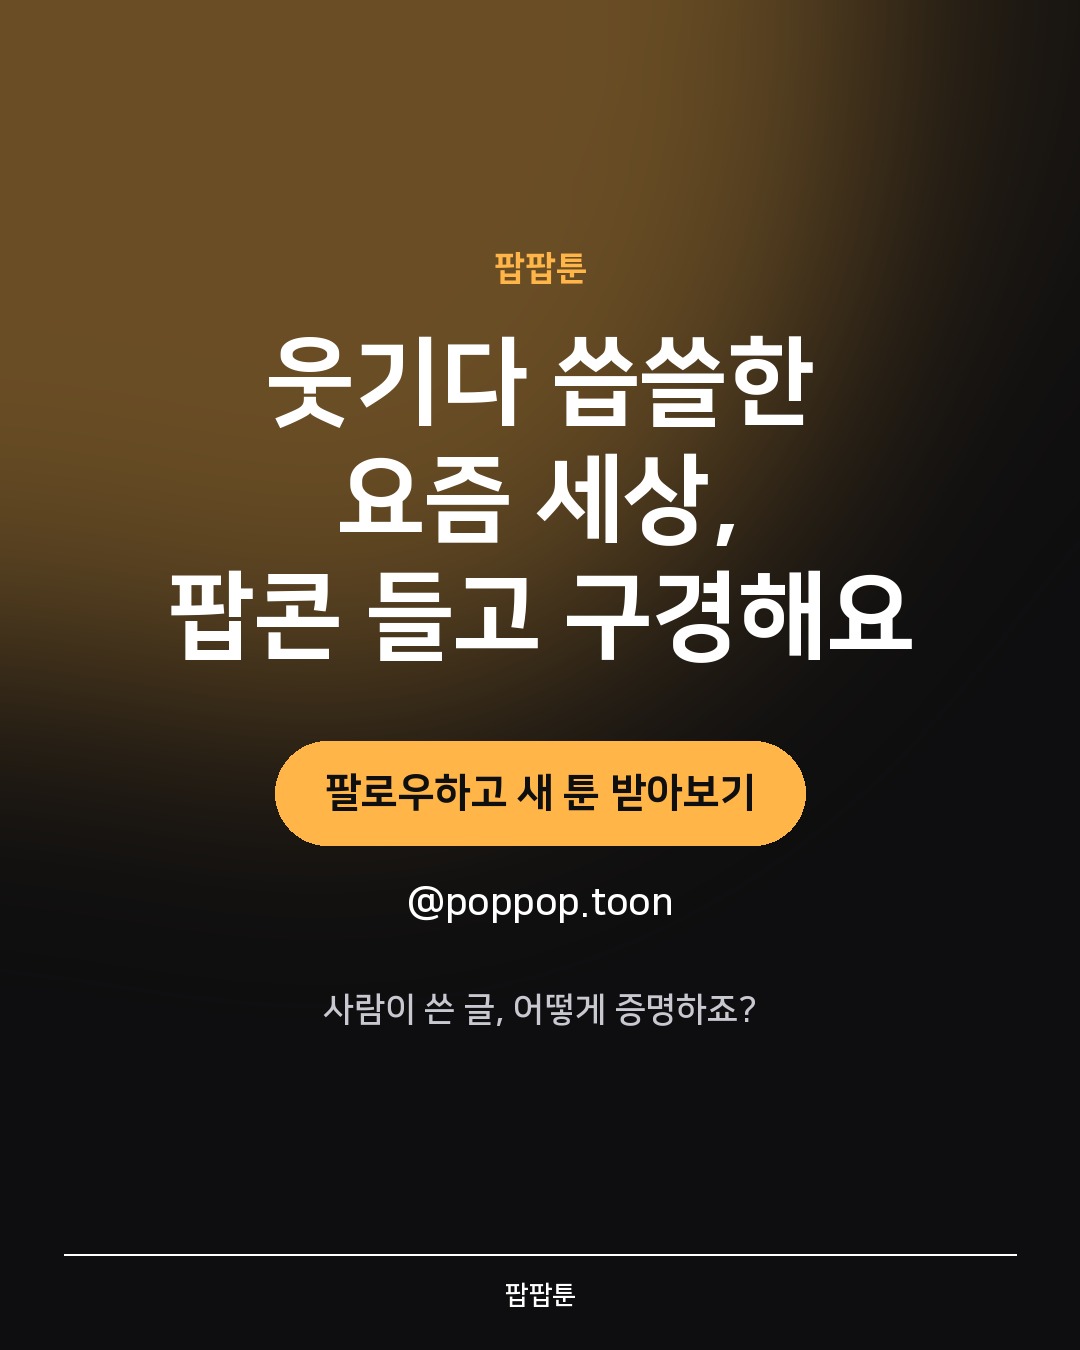 팝팝툰
웃기다 씁쓸한
요즘 세상,
팝콘 들고 구경해요
팔로우하고 새 툰 받아보기
@poppop.toon
사람이 쓴 글, 어떻게 증명하죠?
팝팝툰